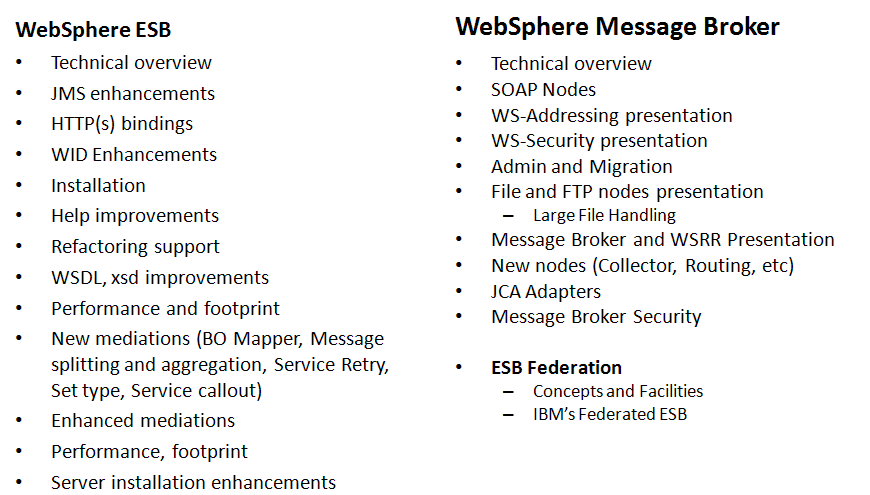 WebSphere ESB
• Technical overview
• JMS enhancements
• HTTP(s) bindings
• WID Enhancements
• Installation
• Help improvements
• Refactoring support
• WSDL, xsd improvements
• Performance and footprint
• New mediations (BO Mapper, Message
splitting and aggregation, Service Retry,
Set type, Service callout)
• Enhanced mediations
• Performance, footprint
• Server installation enhancements
WebSphere Message Broker
• Technical overview
• SOAP Nodes
• WS-Addressing presentation
• WS-Security presentation
• Admin and Migration
• File and FTP nodes presentation
– Large File Handling
• Message Broker and WSRR Presentation
• New nodes (Collector, Routing, etc)
• JCA Adapters
• Message Broker Security
• ESB Federation
– Concepts and Facilities
– IBM's Federated ESB